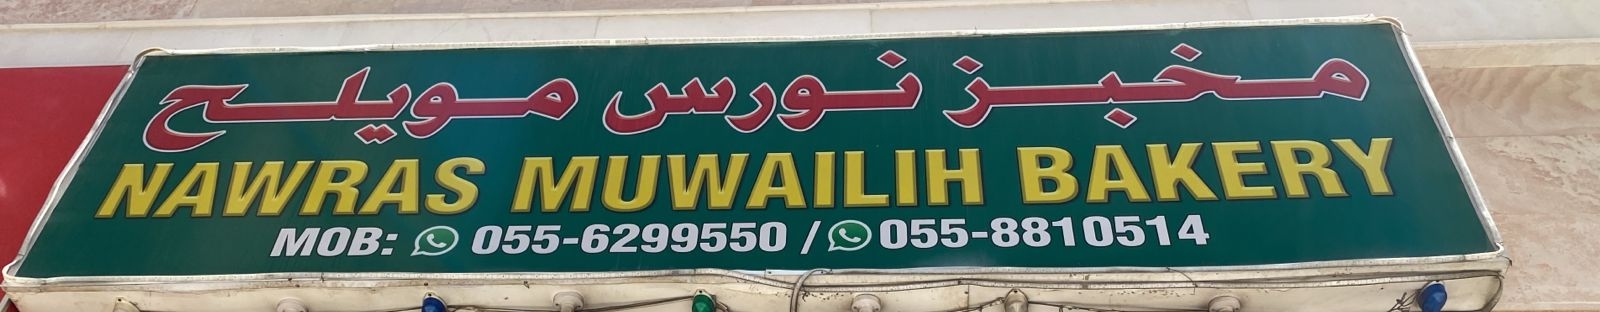 مخبز نورس مويلح
NAWRAS MUWAILIH BAKERY
MOB: 055-6299550 / 055-8810514